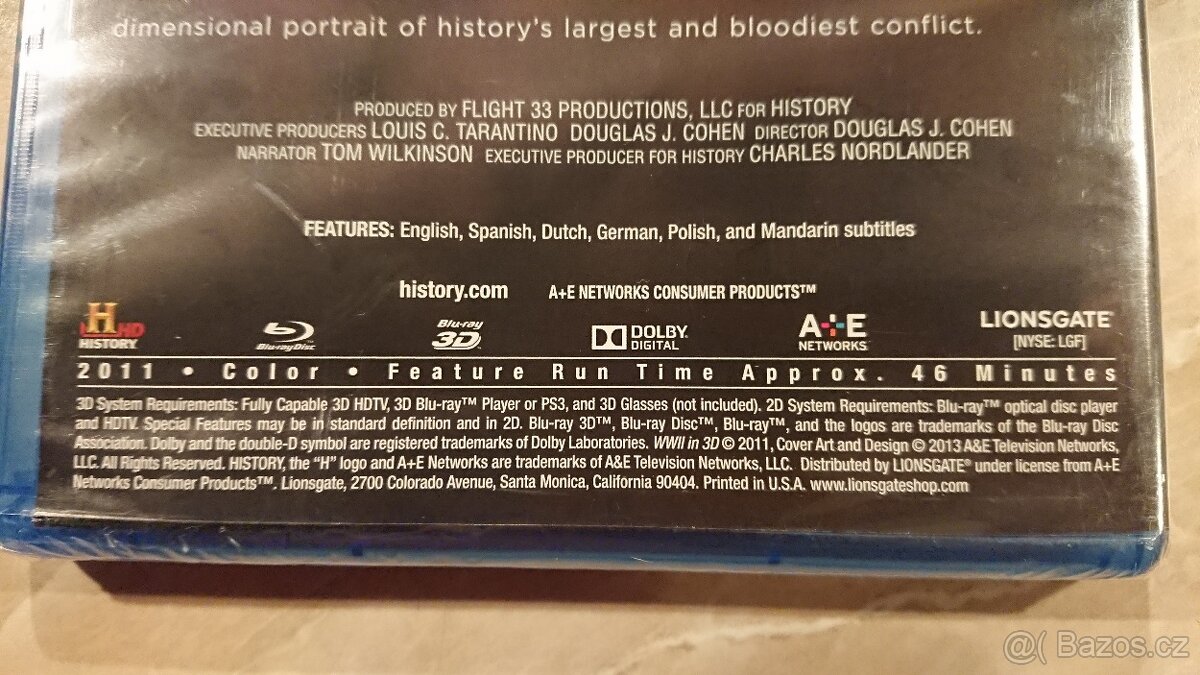 dimensional portrait of history's largest and bloodiest conflict.
PRODUCED BY FLIGHT 33 PRODUCTIONS, LLC FOR HISTORY
EXECUTIVE PRODUCERS LOUIS C. TARANTINO DOUGLAS J. COHEN DIRECTOR DOUGLAS J. COHEN
NARRATOR TOM WILKINSON EXECUTIVE PRODUCER FOR HISTORY CHARLES NORDLANDER
FEATURES: English, Spanish, Dutch, German, Polish, and Mandarin subtitles
history.com A+E NETWORKS CONSUMER PRODUCTS™
H HD HISTORY. Blu-ray Disc Blu-ray 3D DOLBY DIGITAL A+E NETWORKS LIONSGATE® [NYSE: LGF]
2011 • Color • Feature Run Time Approx. 46 Minutes
3D System Requirements: Fully Capable 3D HDTV, 3D Blu-ray™ Player or PS3, and 3D Glasses (not included). 2D System Requirements: Blu-ray™ optical disc player
and HDTV. Special Features may be in standard definition and in 2D. Blu-ray 3D™, Blu-ray Disc™, Blu-ray™, and the logos are trademarks of the Blu-ray Disc
Association. Dolby and the double-D symbol are registered trademarks of Dolby Laboratories. WWII in 3D © 2011, Cover Art and Design © 2013 A&E Television Networks,
LLC. All Rights Reserved. HISTORY, the "H" logo and A+E Networks are trademarks of A&E Television Networks, LLC. Distributed by LIONSGATE® under license from A+E
Networks Consumer Products™. Lionsgate, 2700 Colorado Avenue, Santa Monica, California 90404. Printed in U.S.A. www.lionsgateshop.com
@( Bazos.cz